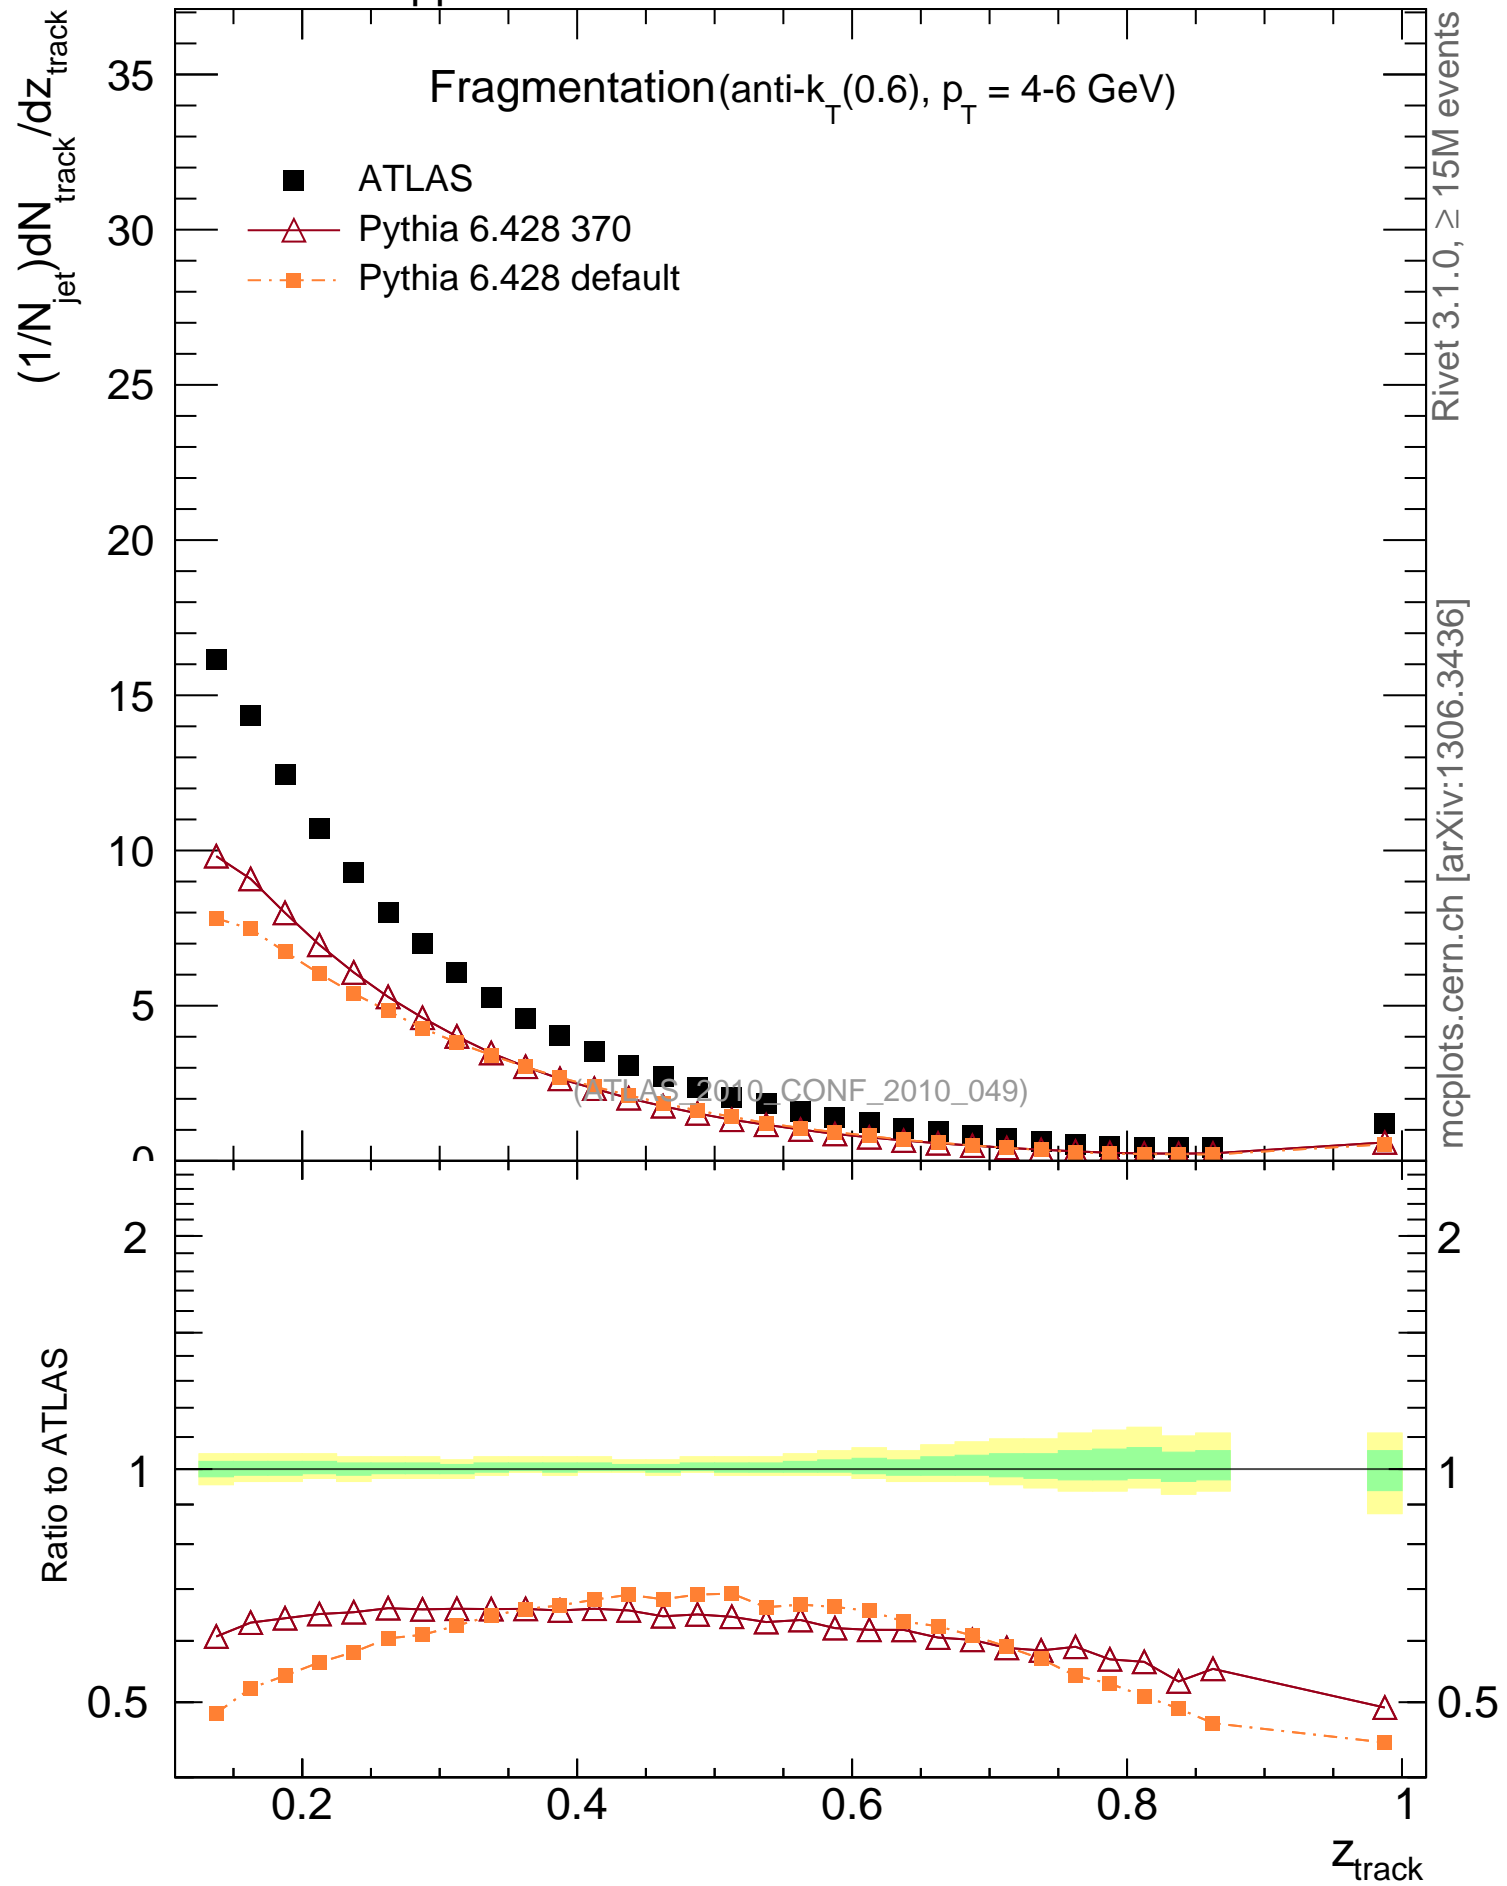 Fragmentation (anti-k_T(0.6), p_T = 4-6 GeV)
(1/N_jet)dN_track/dz_track
ATLAS
Pythia 6.428 370
Pythia 6.428 default
35
30
25
20
15
10
5
0
(ATLAS_2010_CONF_2010_049)
Rivet 3.1.0, ≥ 15M events
mcplots.cern.ch [arXiv:1306.3436]
Ratio to ATLAS
2
1
0.5
2
1
0.5
0.2
0.4
0.6
0.8
1
z_track